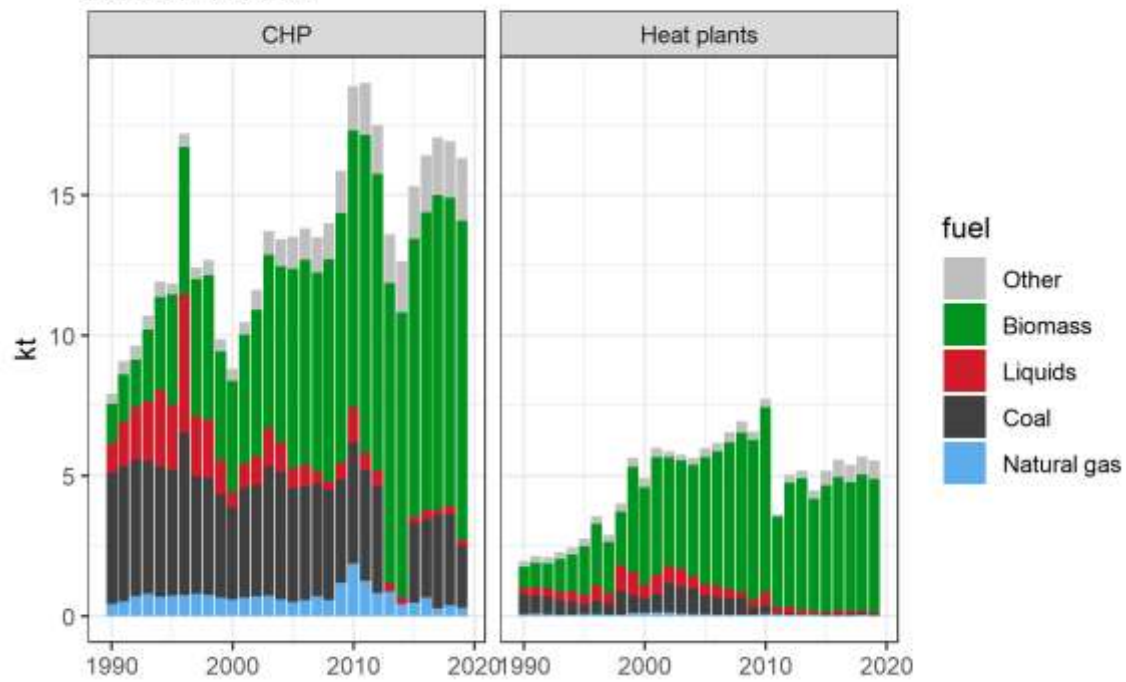 CHP
Heat plants
kt
15
10
5
0
1990
2000
2010
2020
1990
2000
2010
2020
fuel
Other
Biomass
Liquids
Coal
Natural gas